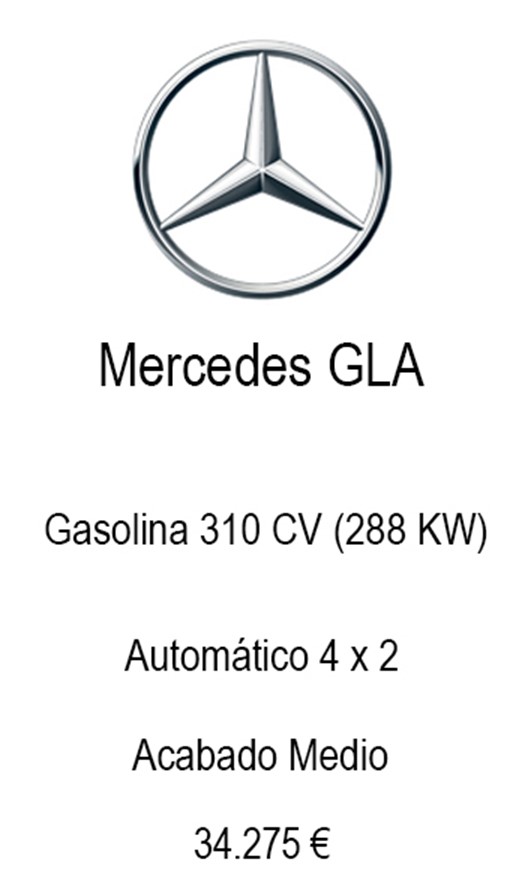 Mercedes GLA
Gasolina 310 CV (288 KW)
Automático 4 x 2
Acabado Medio
34.275 €